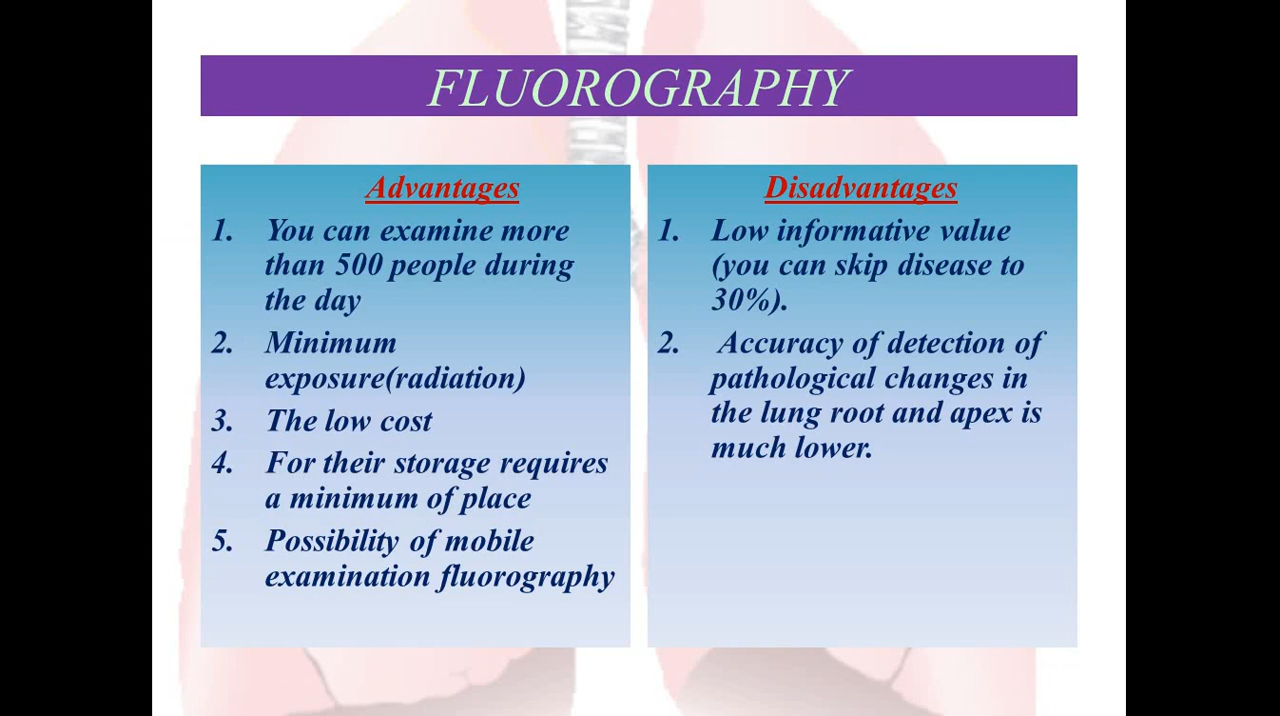 FLUOROGRAPHY
Advantages
1. You can examine more
than 500 people during
the day
2. Minimum
exposure(radiation)
3. The low cost
4. For their storage requires
a minimum of place
5. Possibility of mobile
examination fluorography
Disadvantages
1. Low informative value
(you can skip disease to
30%).
2. Accuracy of detection of
pathological changes in
the lung root and apex is
much lower.